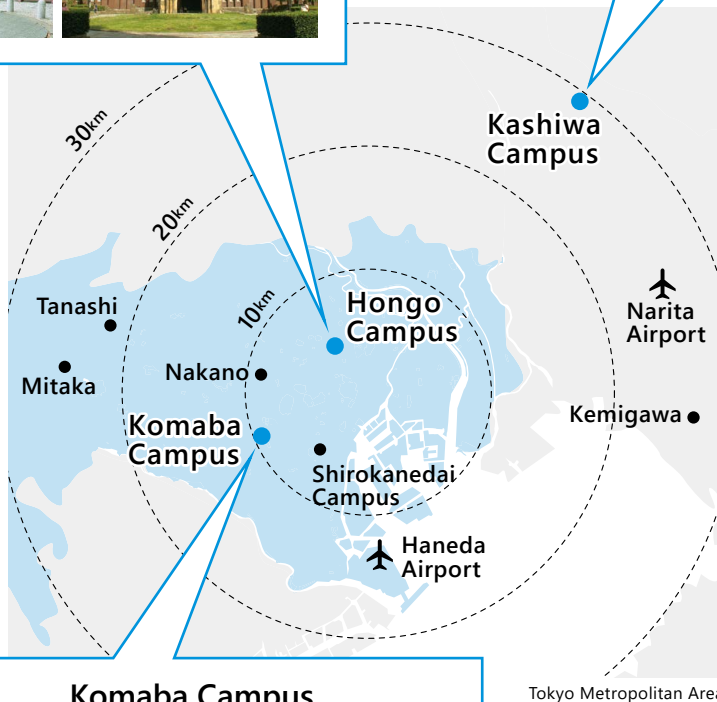 30km
Kashiwa
Campus
20km
10km
Tanashi
Hongo
Campus
Narita
Airport
Mitaka
Nakano
Kemigawa
Komaba
Campus
Shirokanedai
Campus
Haneda
Airport
Komaba Campus
Tokyo Metropolitan Area